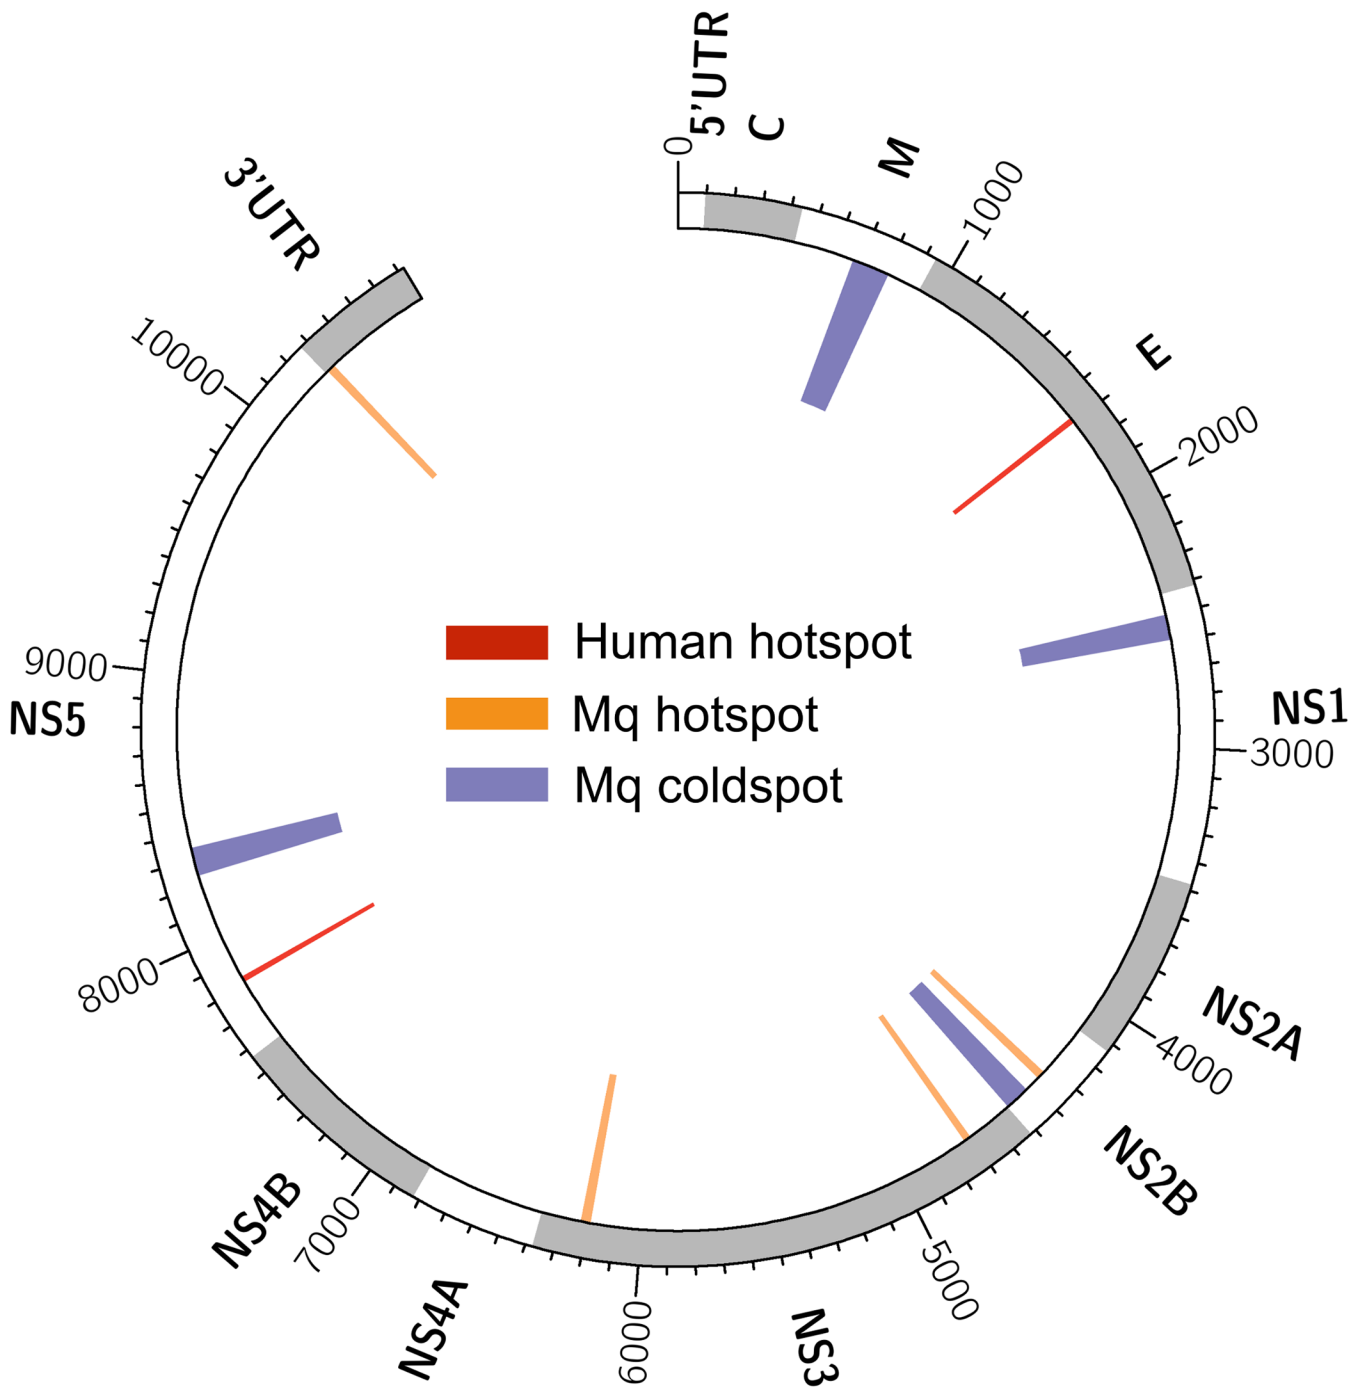 0
5'UTR
C
M
1000
E
2000
NS1
3000
NS2A
4000
NS2B
5000
NS3
6000
NS4A
7000
NS4B
8000
NS5
9000
10000
3'UTR
Human hotspot
Mq hotspot
Mq coldspot